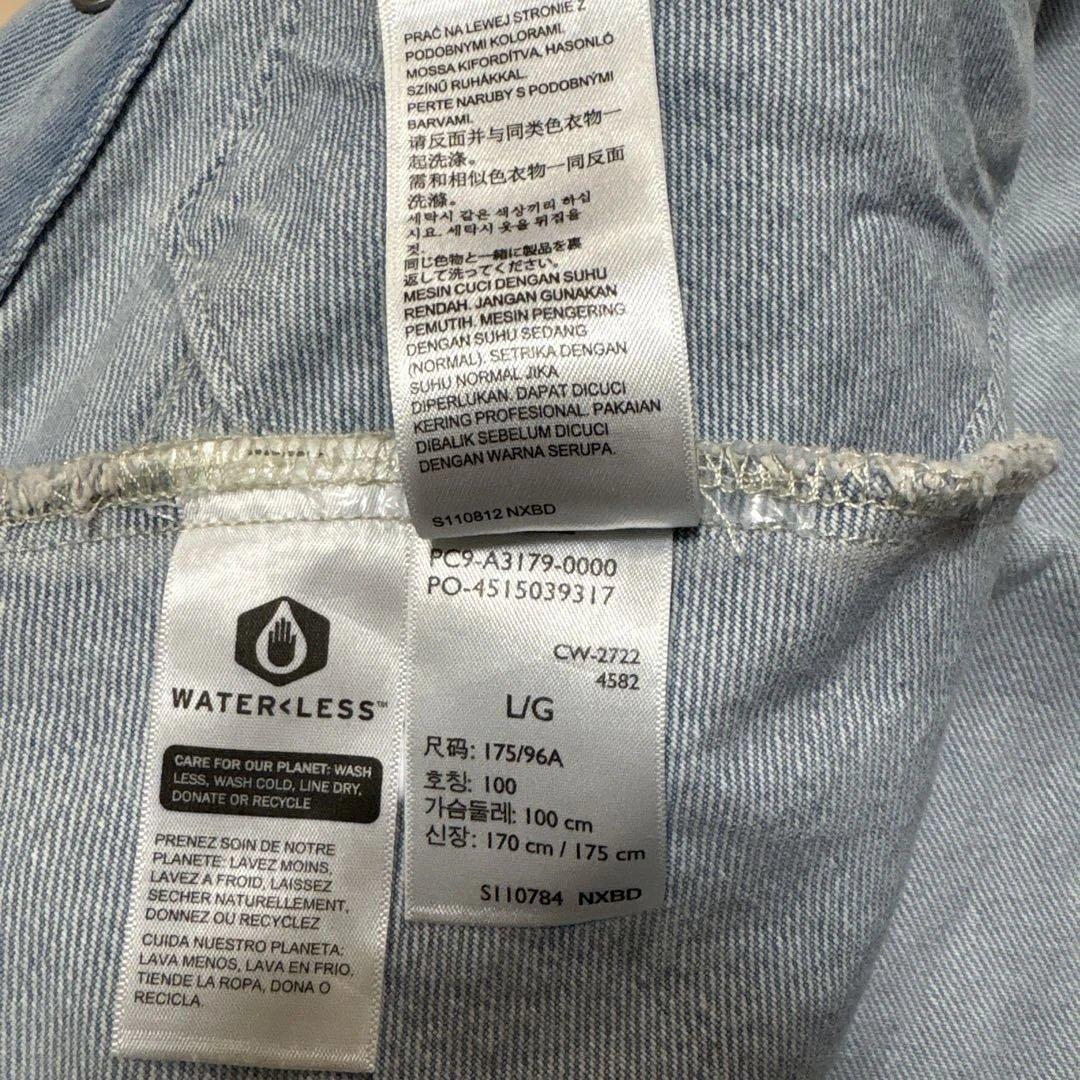 PRAĆ NA LEWEJ STRONIE Z
PODOBNYMI KOLORAMI.
MOSSA KIFORDÍTVA, HASONLÓ
SZÍNŰ RUHÁKKAL.
PERTE NARUBY S PODOBNÝMI
BARVAMI.
请反面并与同类色衣物一
起洗涤。
需和相似色衣物一同反面
洗滌。
세탁시 같은 색상끼리 하십
시요. 세탁시 옷을 뒤집을
것.
同じ色物と一緒に製品を裏
返して洗ってください。
MESIN CUCI DENGAN SUHU
RENDAH. JANGAN GUNAKAN
PEMUTIH. MESIN PENGERING
DENGAN SUHU SEDANG
(NORMAL). SETRIKA DENGAN
SUHU NORMAL JIKA
DIPERLUKAN. DAPAT DICUCI
KERING PROFESIONAL. PAKAIAN
DIBALIK SEBELUM DICUCI
DENGAN WARNA SERUPA.
S110812 NXBD
PC9-A3179-0000
PO-4515039317
CW-2722
4582
L/G
尺码: 175/96A
호칭: 100
가슴둘레: 100 cm
신장: 170 cm / 175 cm
S110784 NXBD
WATER<LESS™
CARE FOR OUR PLANET: WASH
LESS, WASH COLD, LINE DRY,
DONATE OR RECYCLE
PRENEZ SOIN DE NOTRE
PLANETE: LAVEZ MOINS,
LAVEZ A FROID, LAISSEZ
SECHER NATURELLEMENT,
DONNEZ OU RECYCLEZ
CUIDA NUESTRO PLANETA:
LAVA MENOS, LAVA EN FRIO,
TIENDE LA ROPA, DONA O
RECICLA.